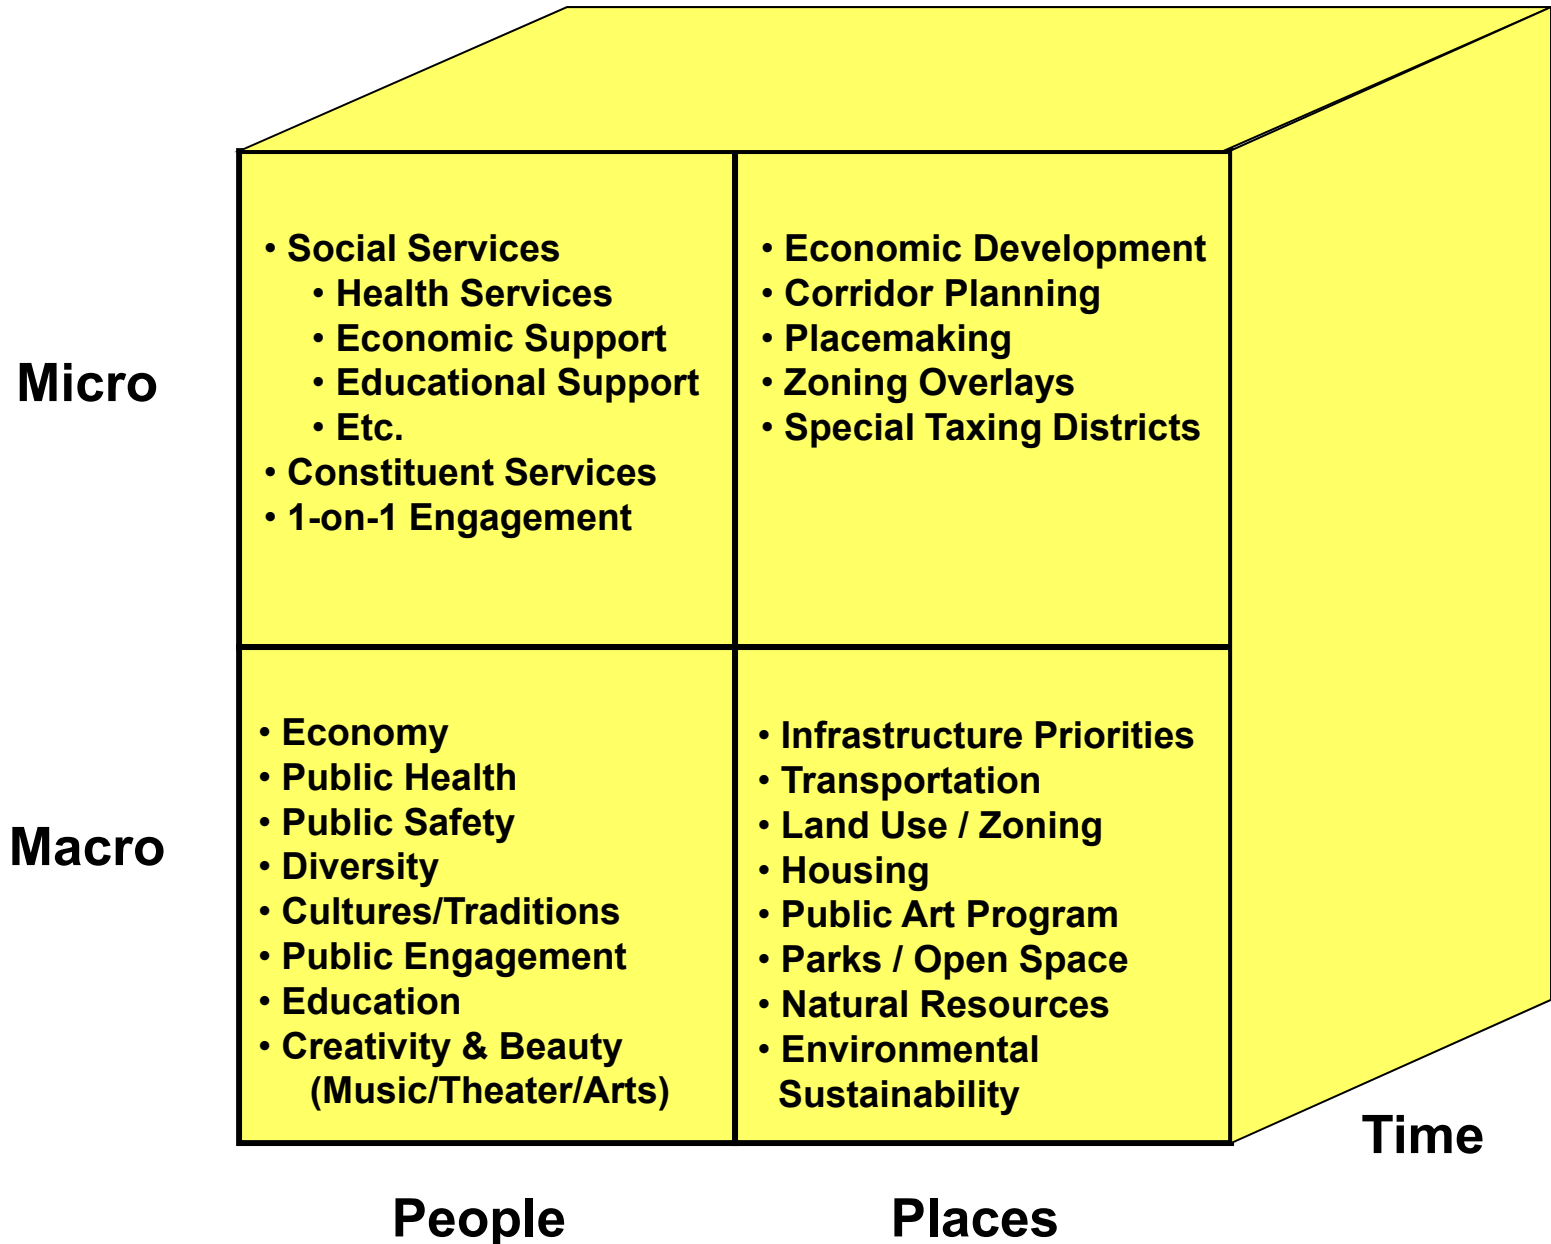 Micro
• Social Services
• Health Services
• Economic Support
• Educational Support
• Etc.
• Constituent Services
• 1-on-1 Engagement
• Economic Development
• Corridor Planning
• Placemaking
• Zoning Overlays
• Special Taxing Districts
Macro
• Economy
• Public Health
• Public Safety
• Diversity
• Cultures/Traditions
• Public Engagement
• Education
• Creativity & Beauty
(Music/Theater/Arts)
• Infrastructure Priorities
• Transportation
• Land Use / Zoning
• Housing
• Public Art Program
• Parks / Open Space
• Natural Resources
• Environmental
Sustainability
Time
People
Places